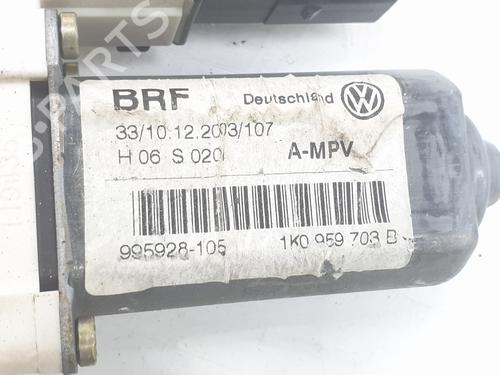 BRF Deutschland
33/10.12.2003/107
H 06 S 020 A-MPV
995928-105 1K0 959 703 B